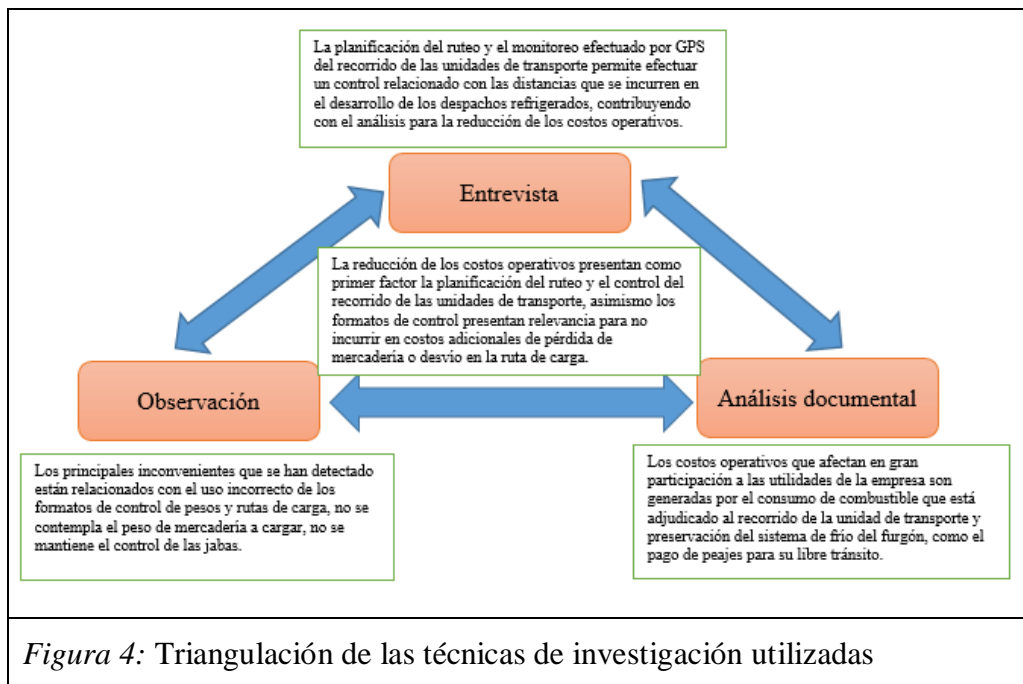 La planificación del ruteo y el monitoreo efectuado por GPS
del recorrido de las unidades de transporte permite efectuar
un control relacionado con las distancias que se incurren en
el desarrollo de los despachos refrigerados, contribuyendo
con el análisis para la reducción de los costos operativos.
Entrevista
La reducción de los costos operativos presentan como
primer factor la planificación del ruteo y el control del
recorrido de las unidades de transporte, asimismo los
formatos de control presentan relevancia para no
incurrir en costos adicionales de pérdida de
mercadería o desvío en la ruta de carga.
Observación
Análisis documental
Los principales inconvenientes que se han detectado
están relacionados con el uso incorrecto de los
formatos de control de pesos y rutas de carga, no se
contempla el peso de mercadería a cargar, no se
mantiene el control de las jabas.
Los costos operativos que afectan en gran
participación a las utilidades de la empresa son
generadas por el consumo de combustible que está
adjudicado al recorrido de la unidad de transporte y
preservación del sistema de frío del furgón, como el
pago de peajes para su libre tránsito.
Figura 4: Triangulación de las técnicas de investigación utilizadas